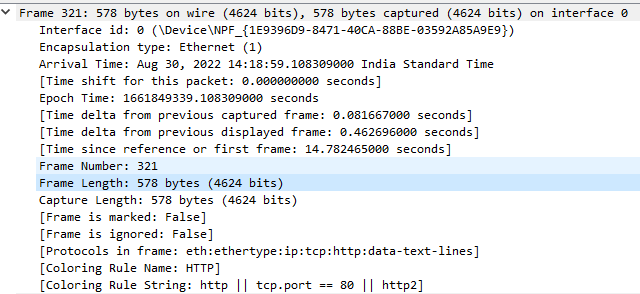 Frame 321: 578 bytes on wire (4624 bits), 578 bytes captured (4624 bits) on interface 0
Interface id: 0 (\Device\NPF_{1E9396D9-8471-40CA-88BE-03592A85A9E9})
Encapsulation type: Ethernet (1)
Arrival Time: Aug 30, 2022 14:18:59.108309000 India Standard Time
[Time shift for this packet: 0.000000000 seconds]
Epoch Time: 1661849339.108309000 seconds
[Time delta from previous captured frame: 0.081667000 seconds]
[Time delta from previous displayed frame: 0.462696000 seconds]
[Time since reference or first frame: 14.782465000 seconds]
Frame Number: 321
Frame Length: 578 bytes (4624 bits)
Capture Length: 578 bytes (4624 bits)
[Frame is marked: False]
[Frame is ignored: False]
[Protocols in frame: eth:ethertype:ip:tcp:http:data-text-lines]
[Coloring Rule Name: HTTP]
[Coloring Rule String: http || tcp.port == 80 || http2]